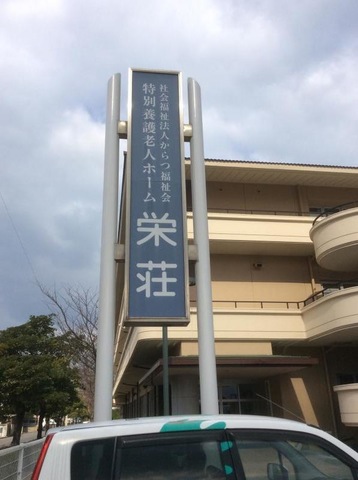 社会福祉法人からつ福祉会
特別養護老人ホーム
栄荘